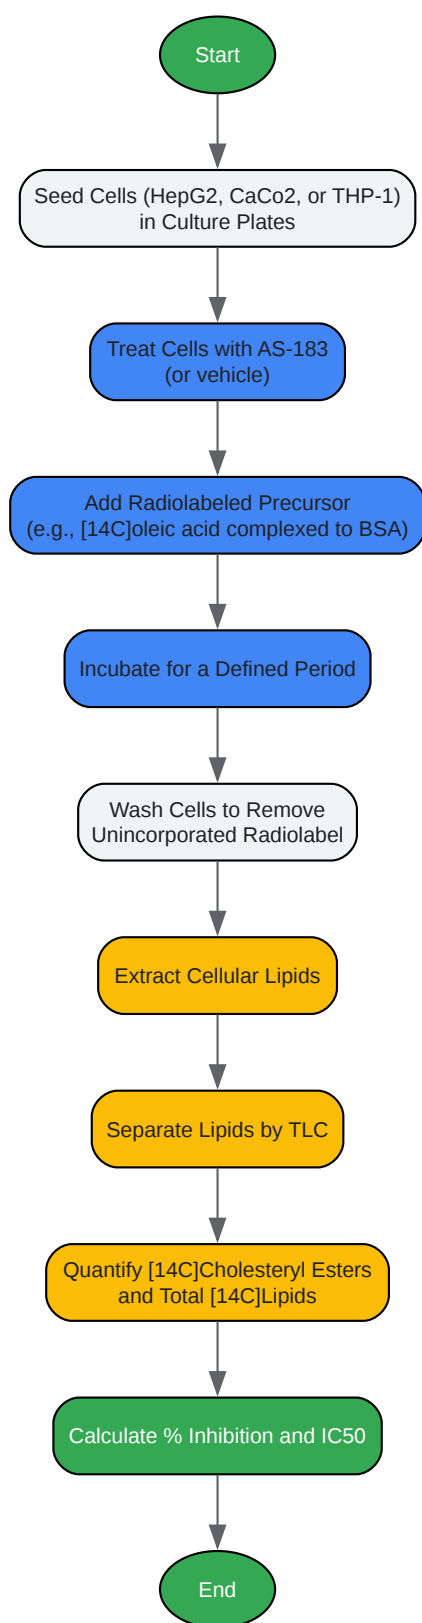 Start
Seed Cells (HepG2, CaCo2, or THP-1)
in Culture Plates
Treat Cells with AS-183
(or vehicle)
Add Radiolabeled Precursor
(e.g., [14C]oleic acid complexed to BSA)
Incubate for a Defined Period
Wash Cells to Remove
Unincorporated Radiolabel
Extract Cellular Lipids
Separate Lipids by TLC
Quantify [14C]Cholesteryl Esters
and Total [14C]Lipids
Calculate % Inhibition and IC50
End